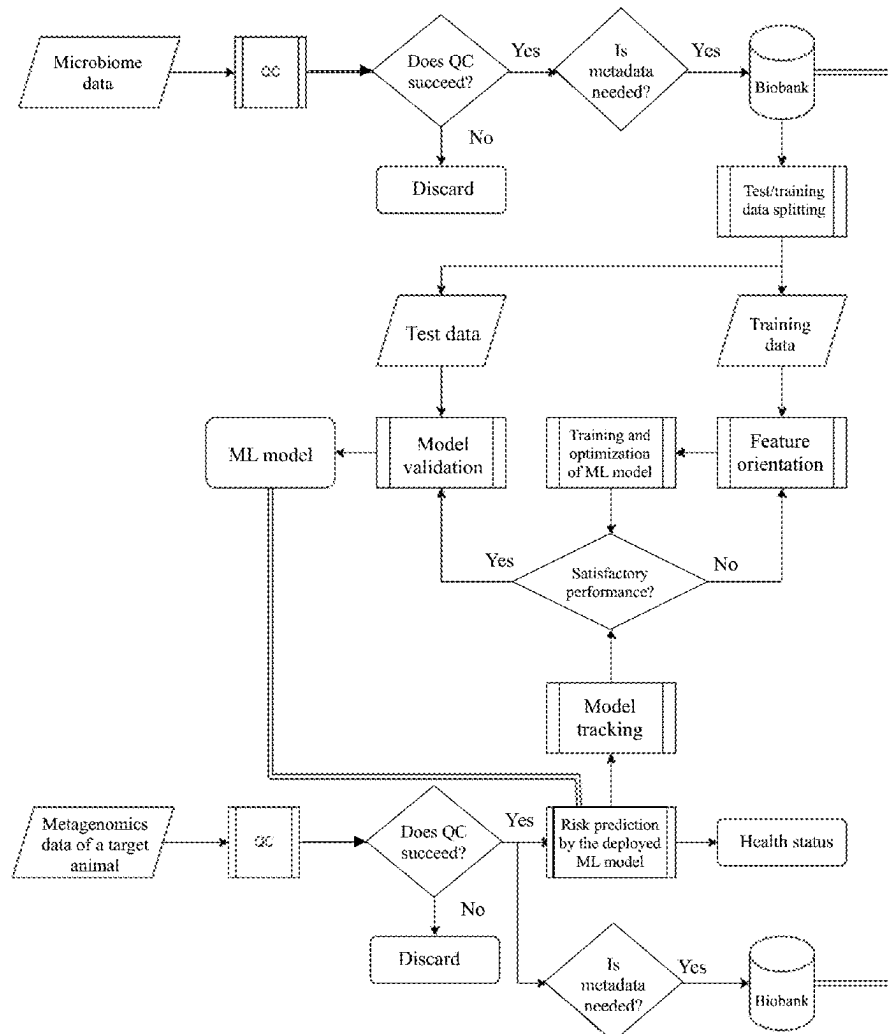 Microbiome
data
QC
Does QC
succeed?
Yes
Is
metadata
needed?
Yes
Biobank
No
Discard
Test/training
data splitting
Test data
Training
data
ML model
Model
validation
Training and
optimization
of ML model
Feature
orientation
Yes
Satisfactory
performance?
No
Model
tracking
Metagenomics
data of a target
animal
QC
Does QC
succeed?
Yes
Risk prediction
by the deployed
ML model
Health status
No
Discard
Is
metadata
needed?
Yes
Biobank